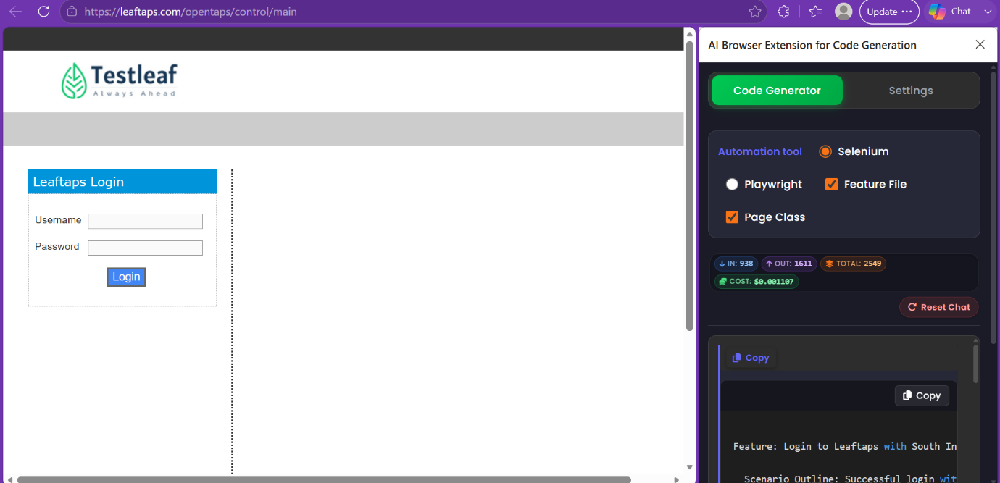 https://leaftaps.com/opentaps/control/main
Update
Chat
Testleaf
Always Ahead
Leaftaps Login
Username
Password
Login
AI Browser Extension for Code Generation
Code Generator
Settings
Automation tool
Selenium
Playwright
Feature File
Page Class
IN: 938
OUT: 1611
TOTAL: 2549
COST: $0.001107
Reset Chat
Copy
Copy
Feature: Login to Leaftaps with South In
Scenario Outline: Successful login wit